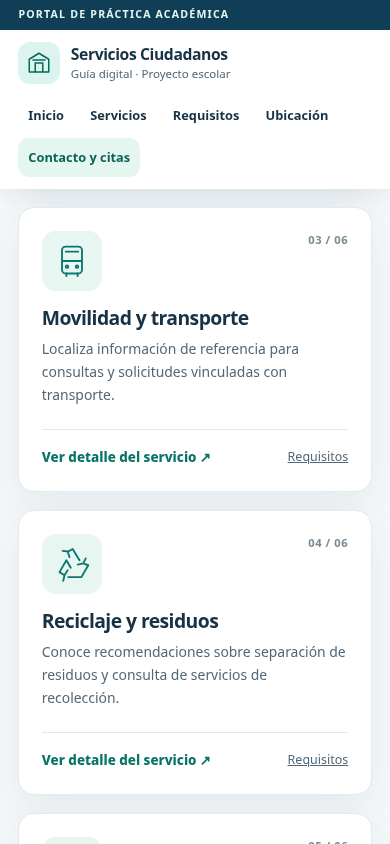 PORTAL DE PRÁCTICA ACADÉMICA
Servicios Ciudadanos
Guía digital · Proyecto escolar
Inicio Servicios Requisitos Ubicación
Contacto y citas
03 / 06
Movilidad y transporte
Localiza información de referencia para
consultas y solicitudes vinculadas con
transporte.
Ver detalle del servicio ↗ Requisitos
04 / 06
Reciclaje y residuos
Conoce recomendaciones sobre separación de
residuos y consulta de servicios de
recolección.
Ver detalle del servicio ↗ Requisitos